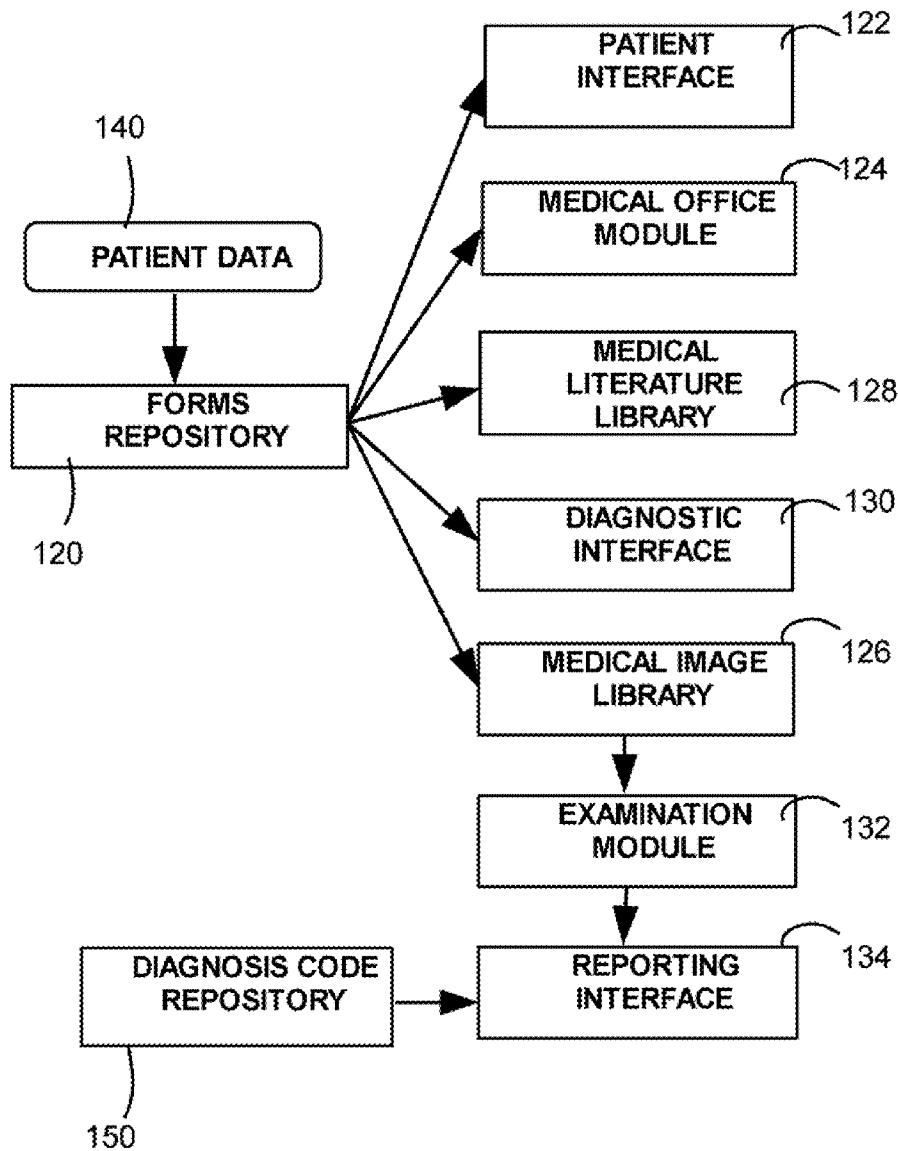 122
PATIENT
INTERFACE
140
124
MEDICAL OFFICE
MODULE
PATIENT DATA
MEDICAL
LITERATURE
LIBRARY
128
FORMS
REPOSITORY
120
130
DIAGNOSTIC
INTERFACE
126
MEDICAL IMAGE
LIBRARY
EXAMINATION
MODULE
132
DIAGNOSIS CODE
REPOSITORY
REPORTING
INTERFACE
134
150